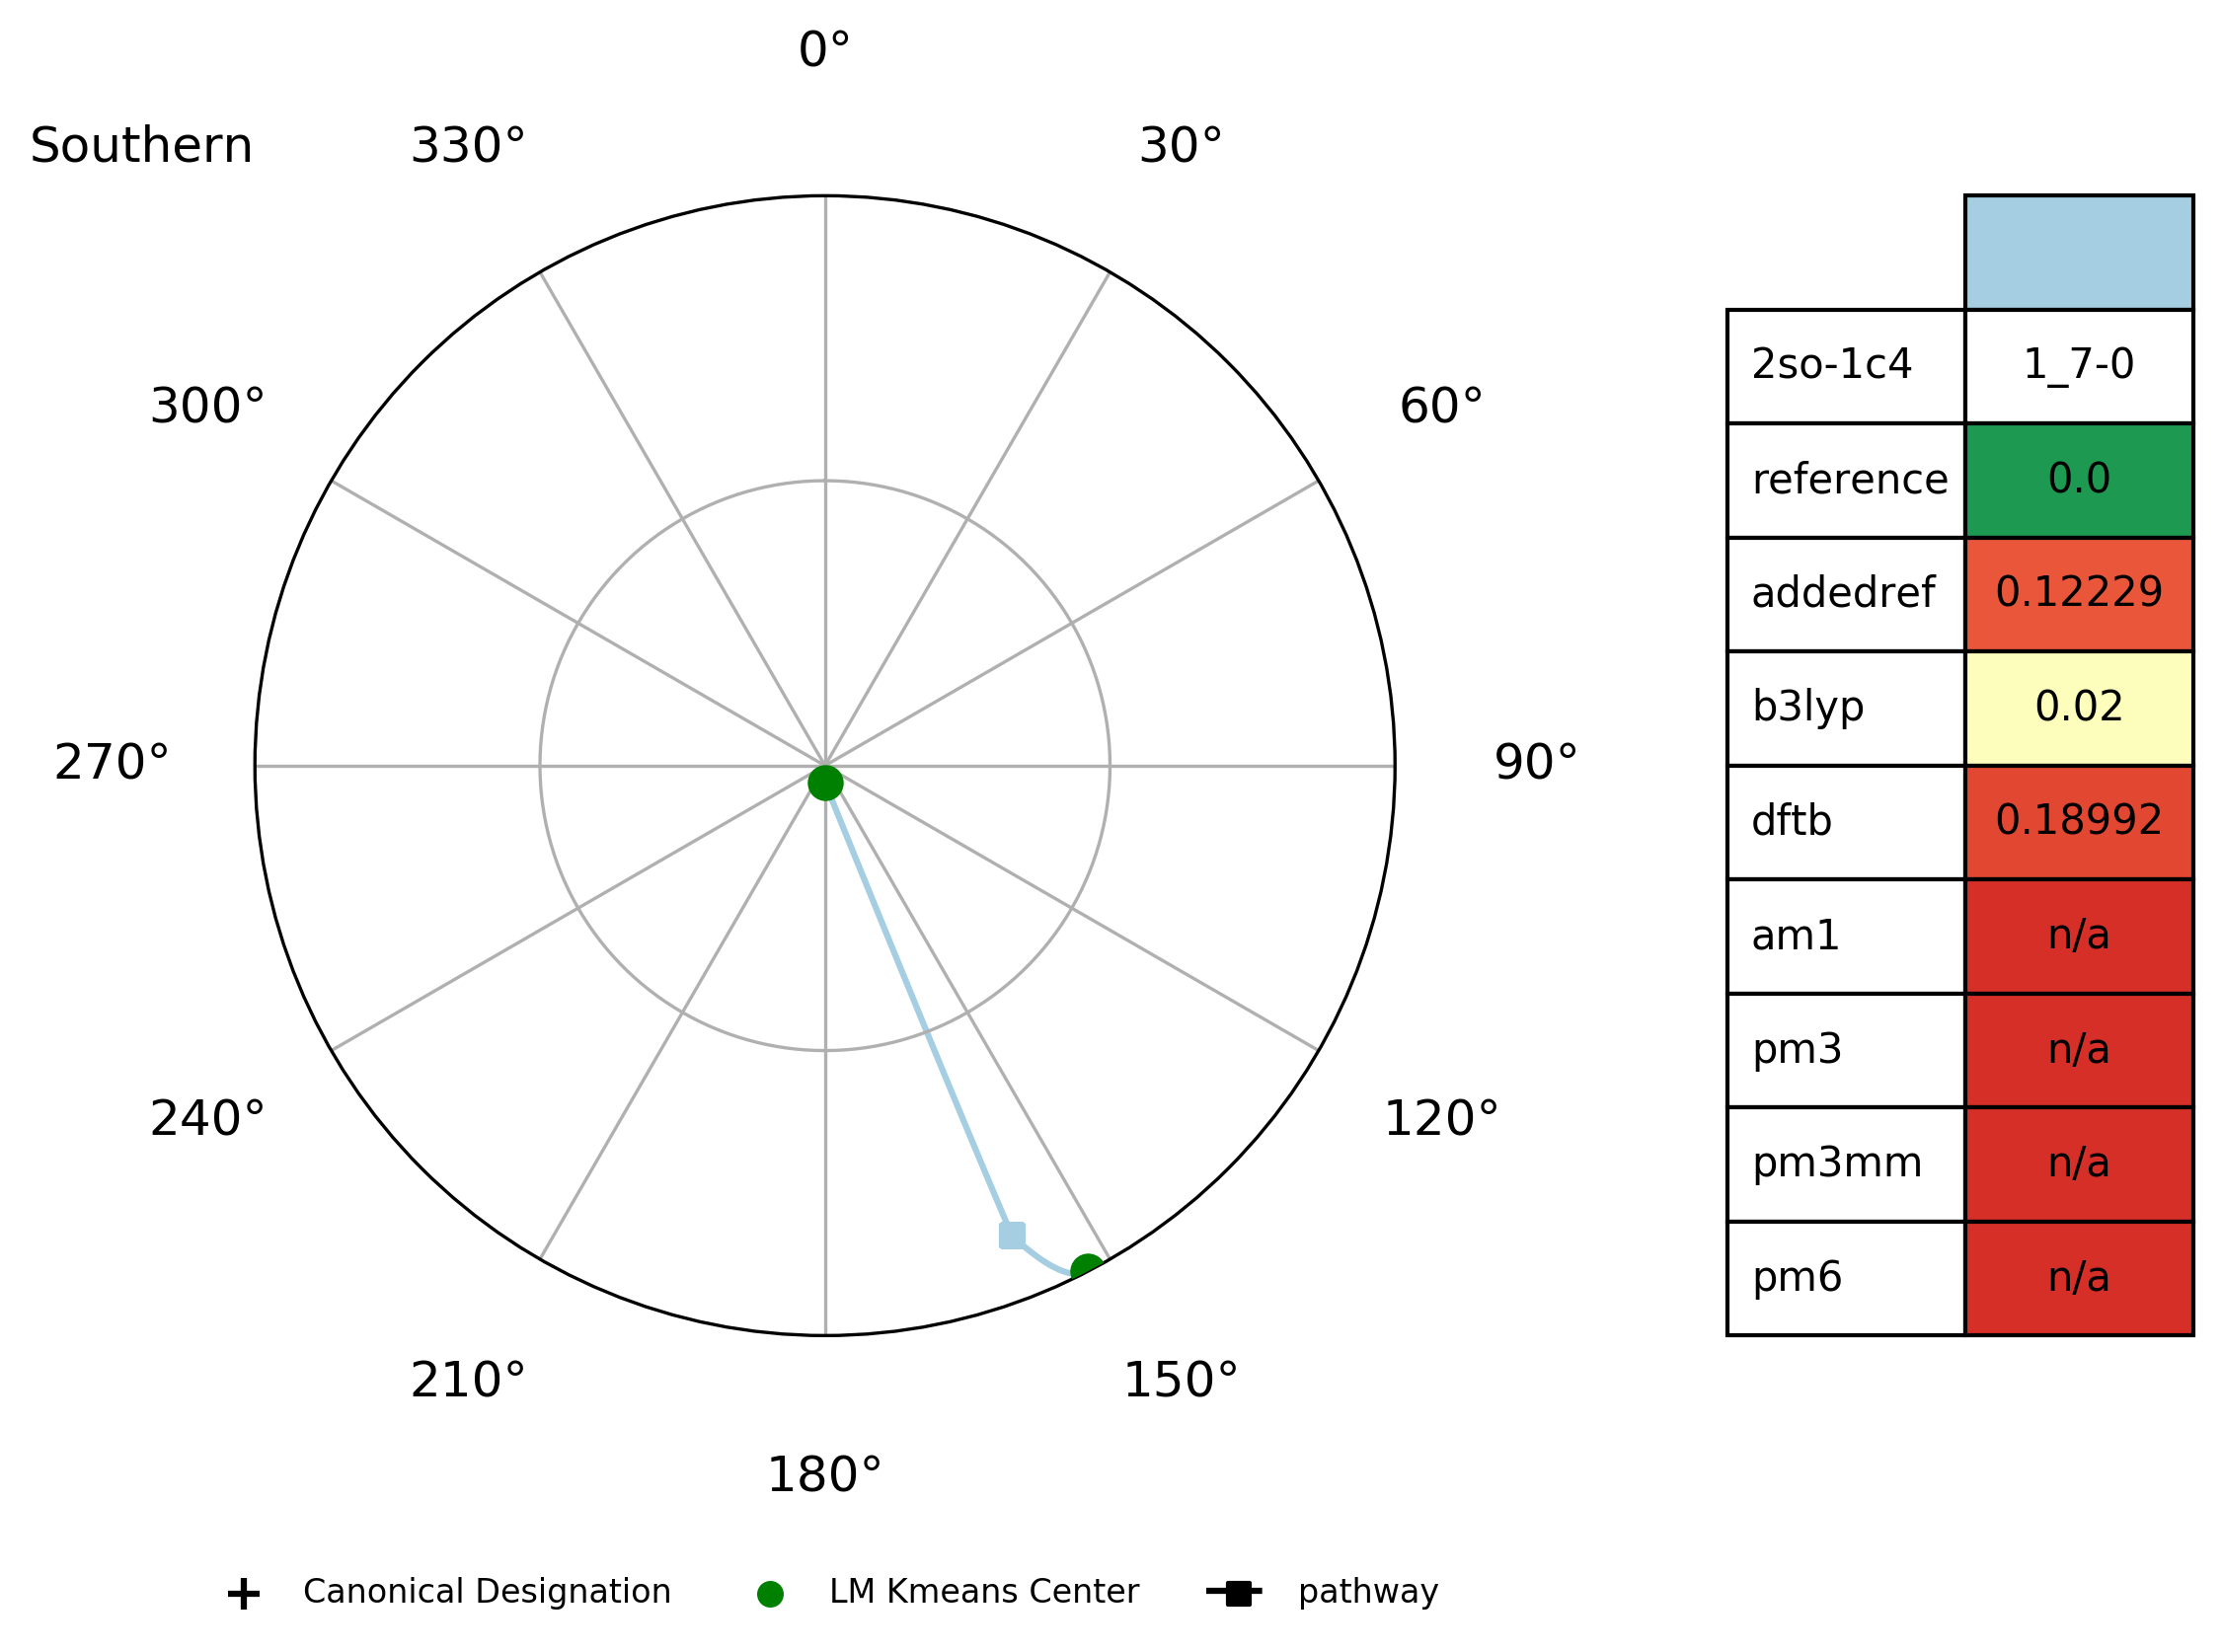 0°
Southern
330°
30°
300°
60°
270°
90°
240°
120°
210°
150°
180°
2so-1c4 1_7-0
reference 0.0
addedref 0.12229
b3lyp 0.02
dftb 0.18992
am1 n/a
pm3 n/a
pm3mm n/a
pm6 n/a
Canonical Designation LM Kmeans Center pathway